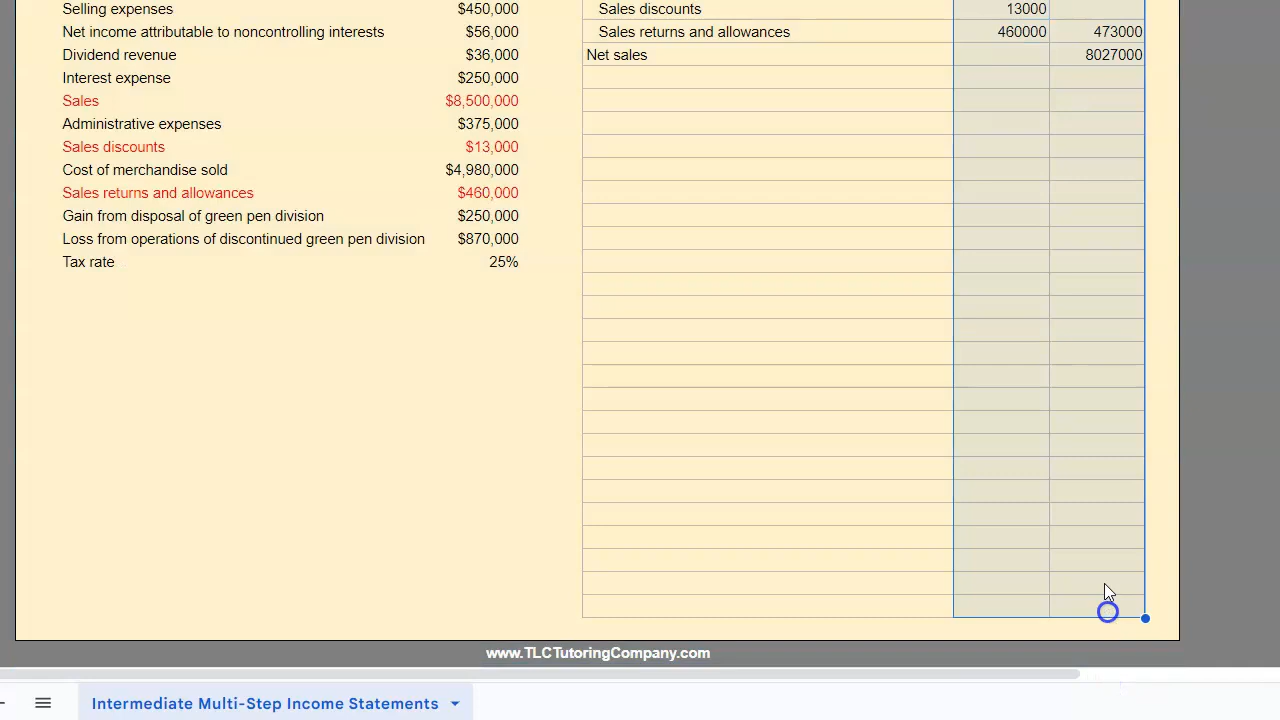 Selling expenses $450,000
Net income attributable to noncontrolling interests $56,000
Dividend revenue $36,000
Interest expense $250,000
Sales $8,500,000
Administrative expenses $375,000
Sales discounts $13,000
Cost of merchandise sold $4,980,000
Sales returns and allowances $460,000
Gain from disposal of green pen division $250,000
Loss from operations of discontinued green pen division $870,000
Tax rate 25%
Sales discounts 13000
Sales returns and allowances 460000 473000
Net sales 8027000
www.TLCTutoringCompany.com
Intermediate Multi-Step Income Statements